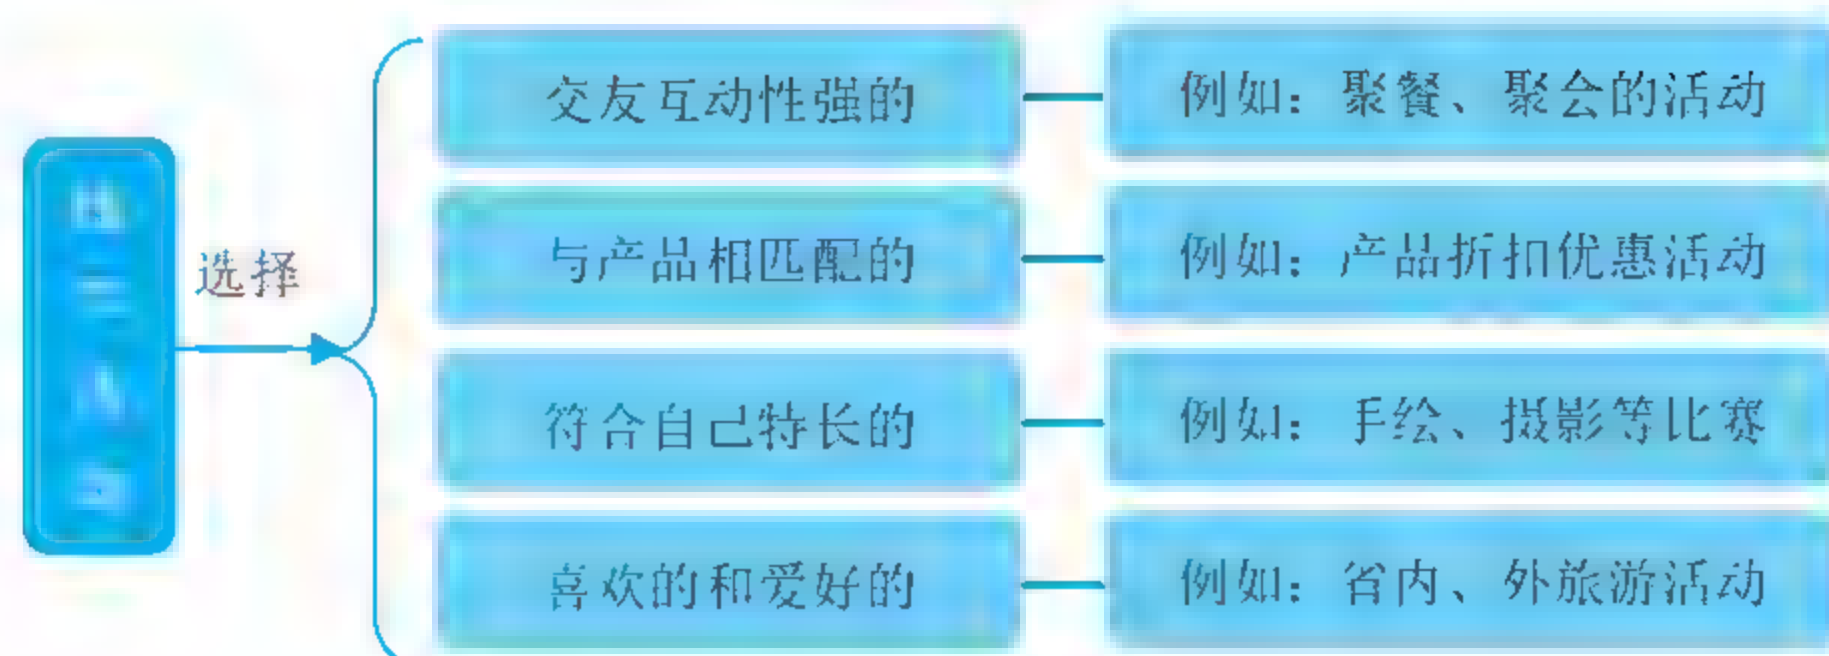 选择
交友互动性强的
例如：聚餐、聚会的活动
与产品相匹配的
例如：产品折扣优惠活动
符合自己特长的
例如：手绘、摄影等比赛
喜欢的和爱好的
例如：省内、外旅游活动